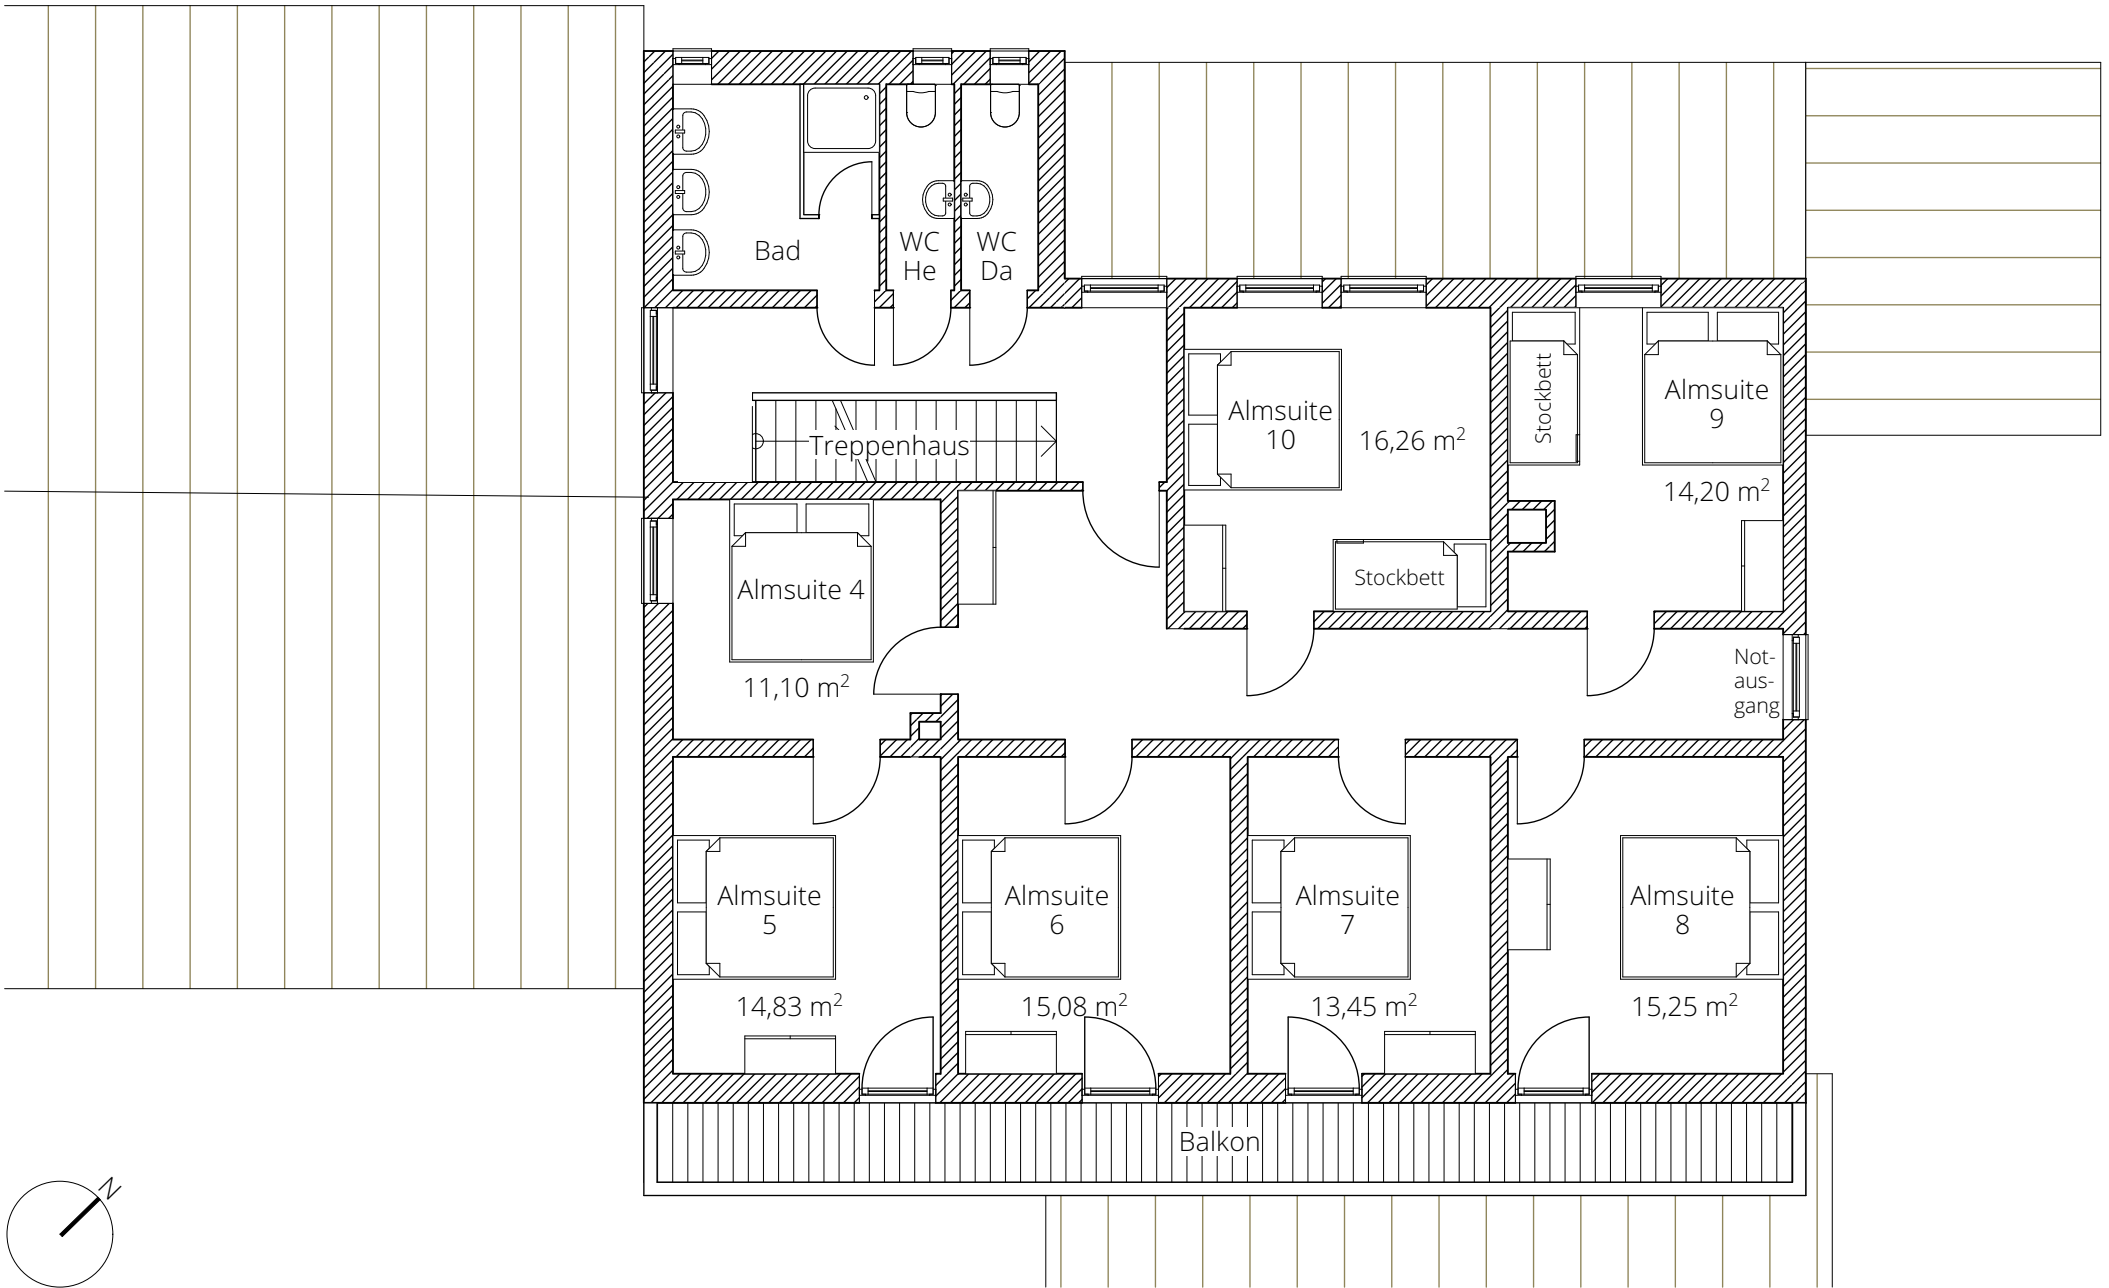 Bad
WC
He
WC
Da
Treppenhaus
Almsuite
10
16,26 m²
Stockbett
Stockbett
Almsuite
9
14,20 m²
Almsuite 4
11,10 m²
Not-
aus-
gang
Almsuite
5
14,83 m²
Almsuite
6
15,08 m²
Almsuite
7
13,45 m²
Almsuite
8
15,25 m²
Balkon
N